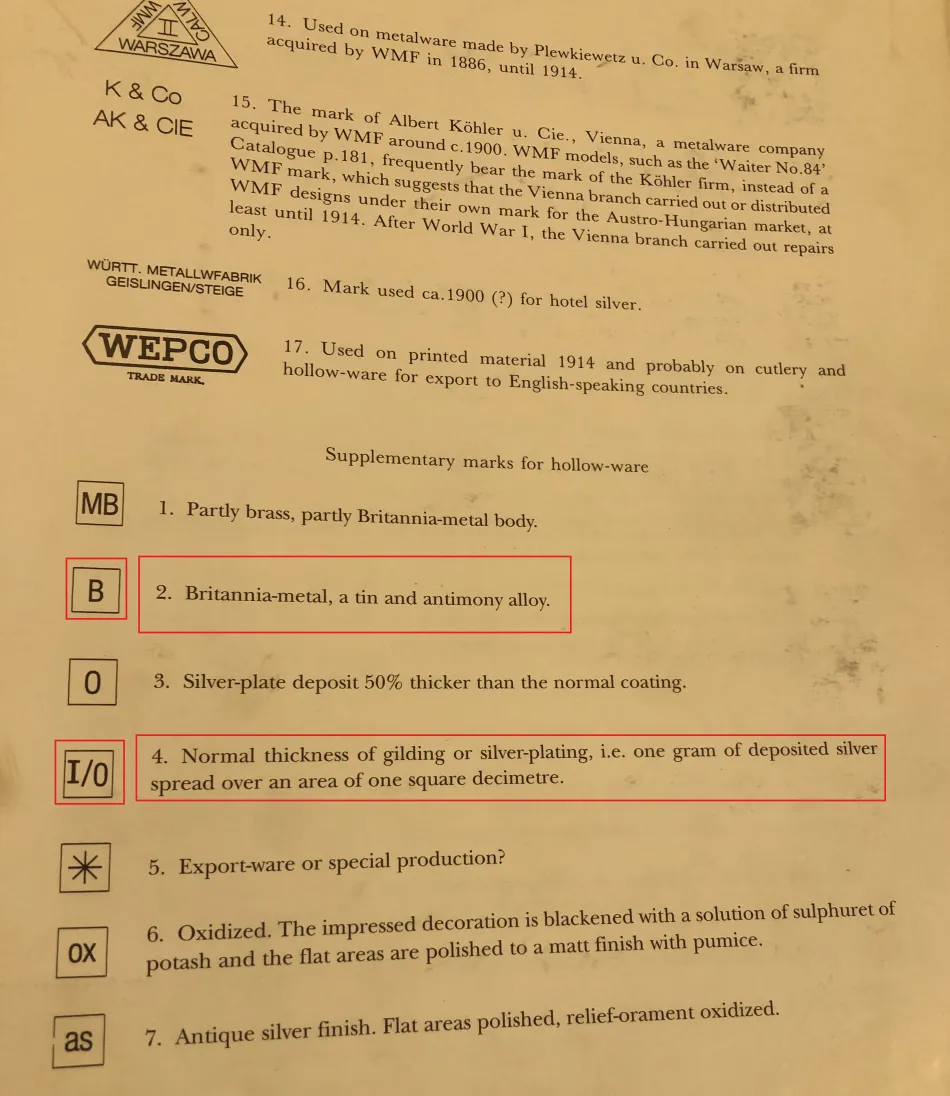 WMF
II
CALW
WARSZAWA
14. Used on metalware made by Plewkiewetz u. Co. in Warsaw, a firm
acquired by WMF in 1886, until 1914.
K & Co
AK & CIE
15. The mark of Albert Köhler u. Cie., Vienna, a metalware company
acquired by WMF around c.1900. WMF models, such as the ‘Waiter No.84’
Catalogue p.181, frequently bear the mark of the Köhler firm, instead of a
WMF mark, which suggests that the Vienna branch carried out or distributed
WMF designs under their own mark for the Austro-Hungarian market, at
least until 1914. After World War I, the Vienna branch carried out repairs
only.
WÜRTT. METALLWFABRIK
GEISLINGEN/STEIGE
16. Mark used ca.1900 (?) for hotel silver.
WEPCO
TRADE MARK.
17. Used on printed material 1914 and probably on cutlery and
hollow-ware for export to English-speaking countries.
Supplementary marks for hollow-ware
MB
1. Partly brass, partly Britannia-metal body.
B
2. Britannia-metal, a tin and antimony alloy.
O
3. Silver-plate deposit 50% thicker than the normal coating.
I/O
4. Normal thickness of gilding or silver-plating, i.e. one gram of deposited silver
spread over an area of one square decimetre.
5. Export-ware or special production?
OX
6. Oxidized. The impressed decoration is blackened with a solution of sulphuret of
potash and the flat areas are polished to a matt finish with pumice.
as
7. Antique silver finish. Flat areas polished, relief-orament oxidized.